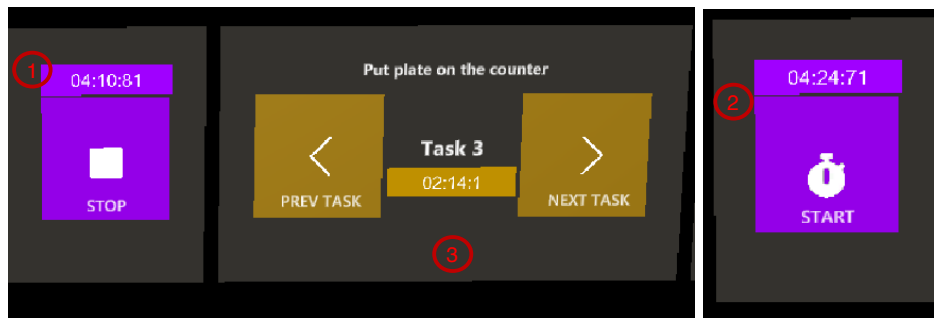 1
04:10:81
STOP
Put plate on the counter
PREV TASK
Task 3
02:14:1
NEXT TASK
3
2
04:24:71
START